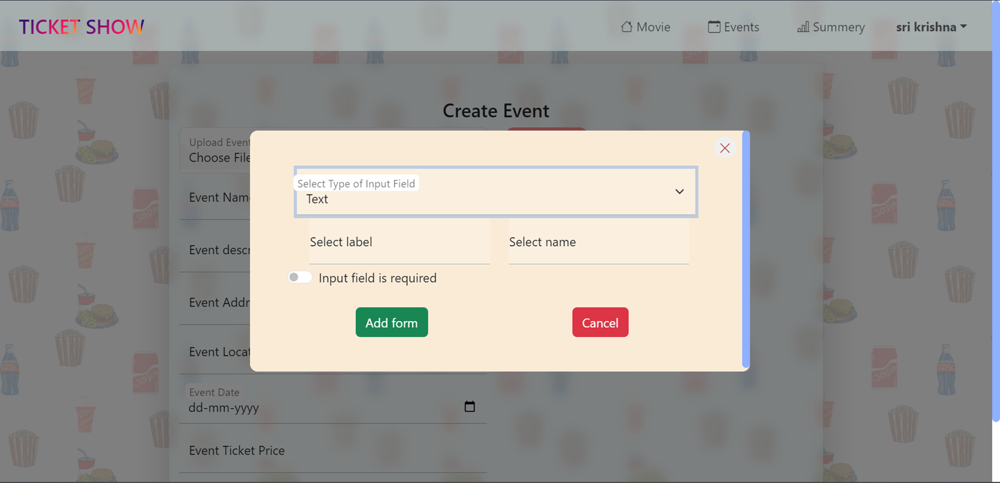 TICKET SHOW
Movie
Events
Summery
sri krishna
Create Event
Upload Event
Choose File
Select Type of Input Field
Text
Event Name
Select label
Select name
Event descr
Input field is required
Event Addr
Add form
Cancel
Event Locat
Event Date
dd-mm-yyyy
Event Ticket Price